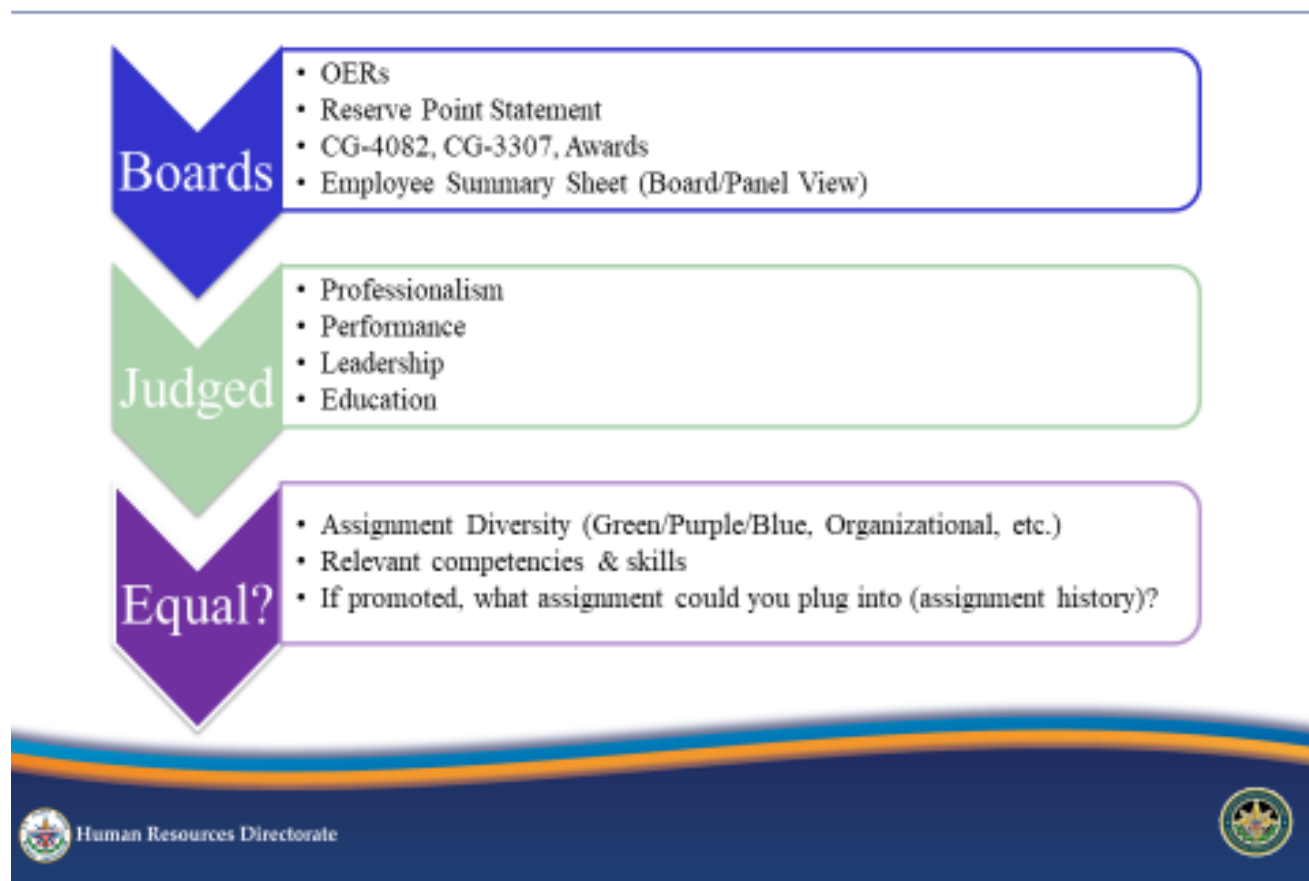 Boards
• OERs
• Reserve Point Statement
• CG-4082, CG-3307, Awards
• Employee Summary Sheet (Board/Panel View)
Judged
• Professionalism
• Performance
• Leadership
• Education
Equal?
• Assignment Diversity (Green/Purple/Blue, Organizational, etc.)
• Relevant competencies & skills
• If promoted, what assignment could you plug into (assignment history)?
Human Resources Directorate